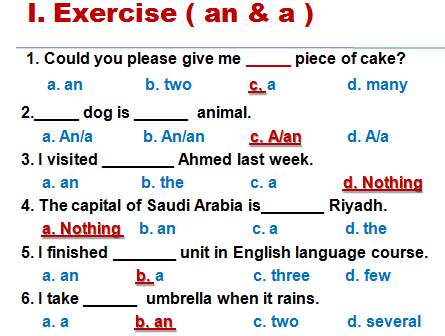 I. Exercise ( an & a )
1. Could you please give me _____ piece of cake?
a. an b. two c. a d. many
2._____ dog is ______ animal.
a. An/a b. An/an c. A/an d. A/a
3. I visited ________ Ahmed last week.
a. an b. the c. a d. Nothing
4. The capital of Saudi Arabia is_______ Riyadh.
a. Nothing b. an c. a d. the
5. I finished _______ unit in English language course.
a. an b. a c. three d. few
6. I take ______ umbrella when it rains.
a. a b. an c. two d. several